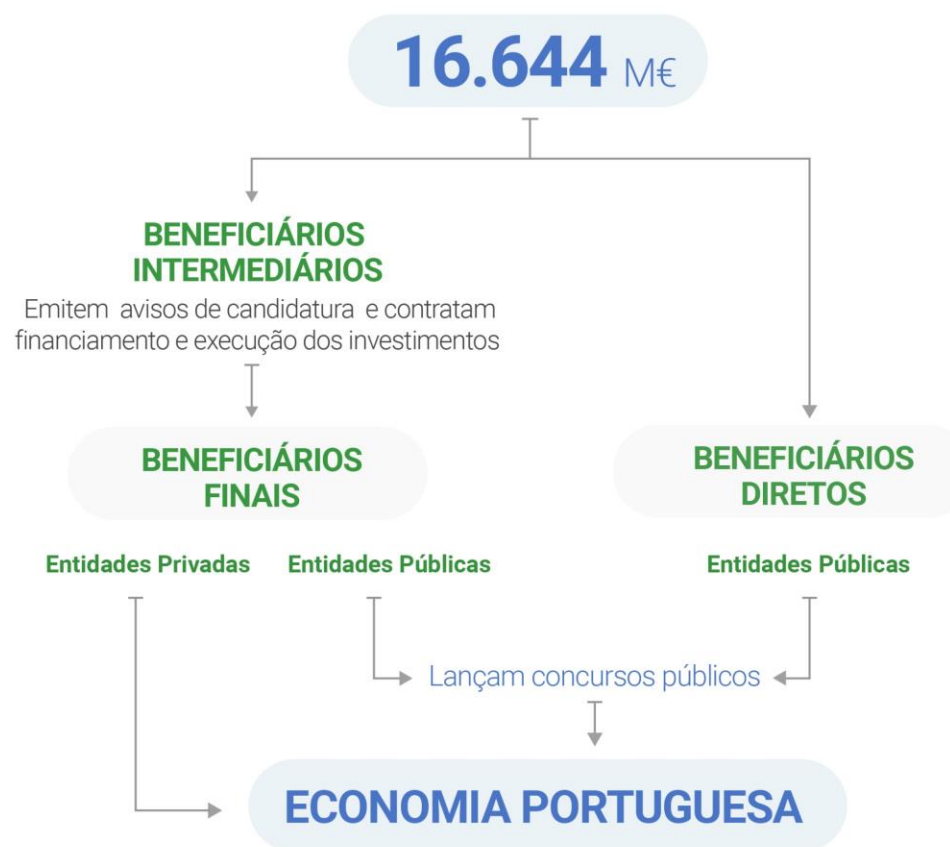 16.644 M€
BENEFICIÁRIOS
INTERMEDIÁRIOS
Emitem avisos de candidatura e contratam
financiamento e execução dos investimentos
BENEFICIÁRIOS
FINAIS
BENEFICIÁRIOS
DIRETOS
Entidades Privadas
Entidades Públicas
Entidades Públicas
Lançam concursos públicos
ECONOMIA PORTUGUESA